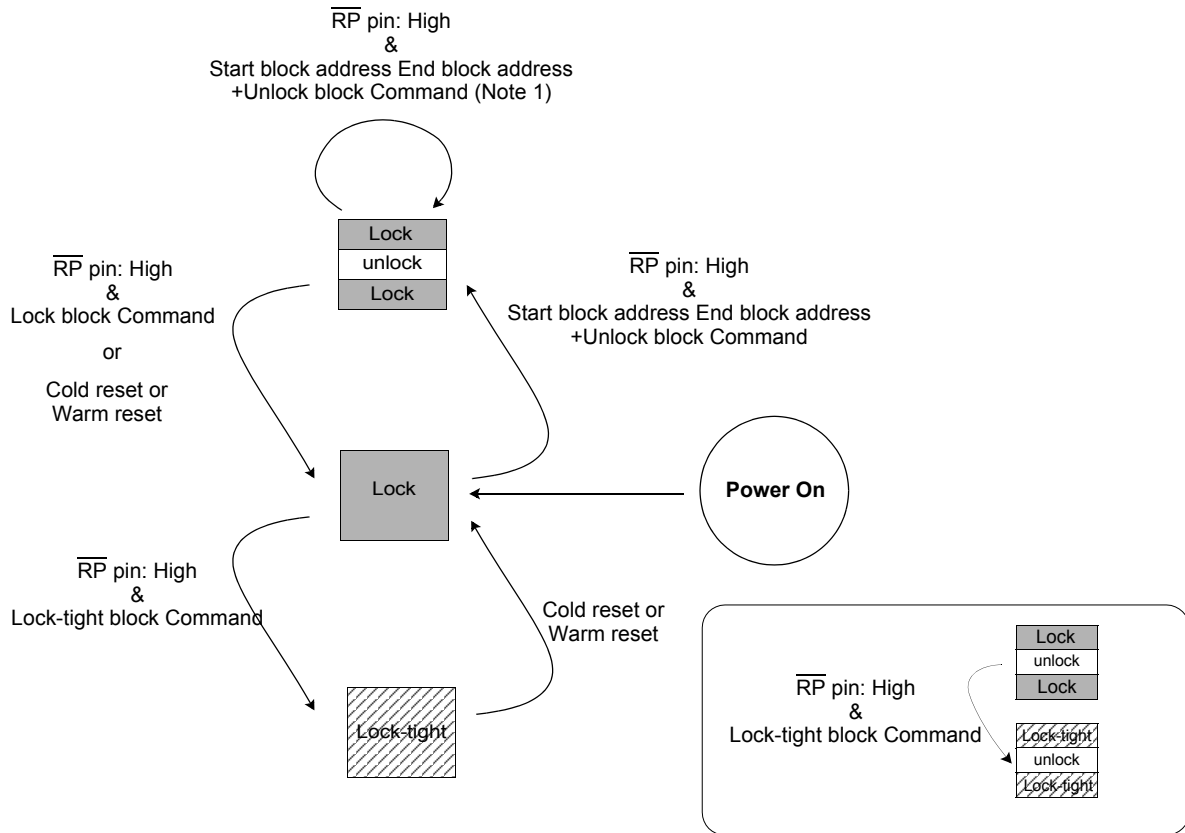 RP pin: High
&
Start block address End block address
+Unlock block Command (Note 1)
Lock
unlock
Lock
RP pin: High
&
Lock block Command
or
Cold reset or
Warm reset
RP pin: High
&
Start block address End block address
+Unlock block Command
Lock
Power On
RP pin: High
&
Lock-tight block Command
Cold reset or
Warm reset
Lock-tight
RP pin: High
&
Lock-tight block Command
Lock
unlock
Lock
Lock-tight
unlock
Lock-tight